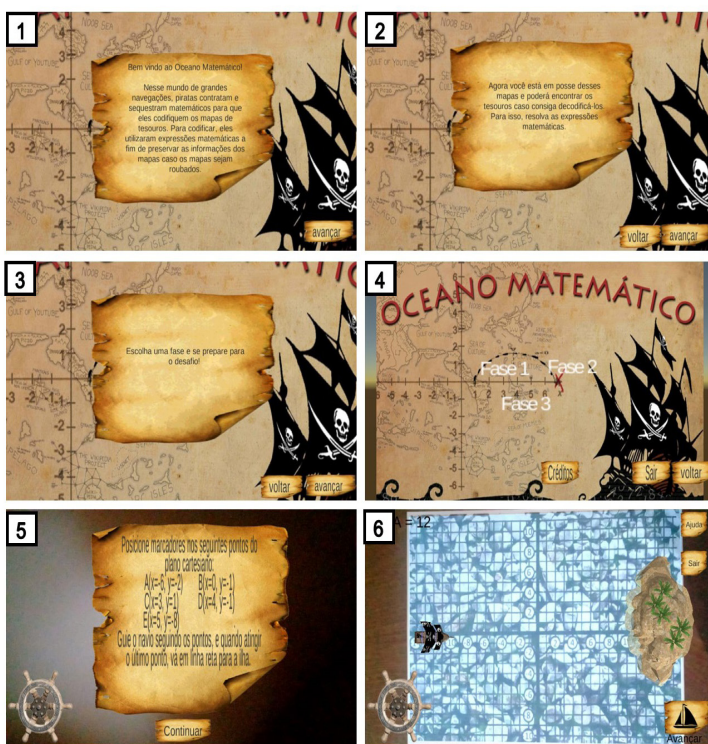 1
Bem vindo ao Oceano Matemático!
Nesse mundo de grandes
navegações, piratas contratam e
sequestram matemáticos para que
eles codifiquem os mapas de
tesouros. Para codificar, eles
utilizaram expressões matemáticas a
fim de preservar as informações dos
mapas caso os mapas sejam
roubados.
avançar
2
Agora você está em posse desses
mapas e poderá encontrar os
tesouros caso consiga decodificá-los.
Para isso, resolva as expressões
matemáticas.
voltar
avançar
3
Escolha uma fase e se prepare para
o desafio!
voltar
avançar
4
OCEANO MATEMÁTICO
Fase 1
Fase 2
Fase 3
Créditos
Sair
voltar
5
Posicione marcadores nos seguintes pontos do
plano cartesiano:
A(x=-6, y=-2) B(x=0, y=-1)
C(x=3, y=1) D(x=4, y=-1)
E(x=5, y=-8)
Guie o navio seguindo os pontos, e quando atingir
o último ponto, vá em linha reta para a ilha.
Continuar
6
A = 12
Ajuda
Sair
Avançar